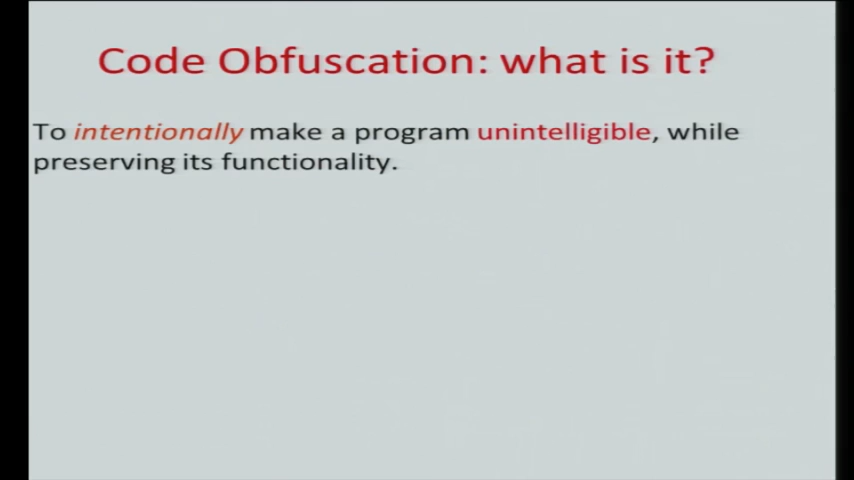 Code Obfuscation: what is it?
To intentionally make a program unintelligible, while
preserving its functionality.